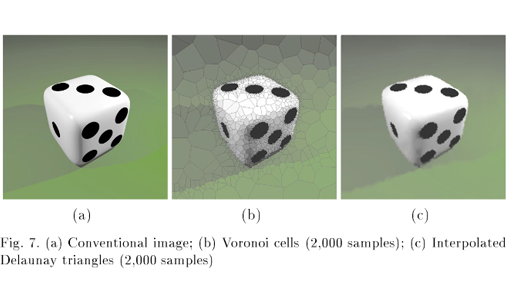 (a)
(b)
(c)
Fig. 7. (a) Conventional image; (b) Voronoi cells (2,000 samples); (c) Interpolated
Delaunay triangles (2,000 samples)